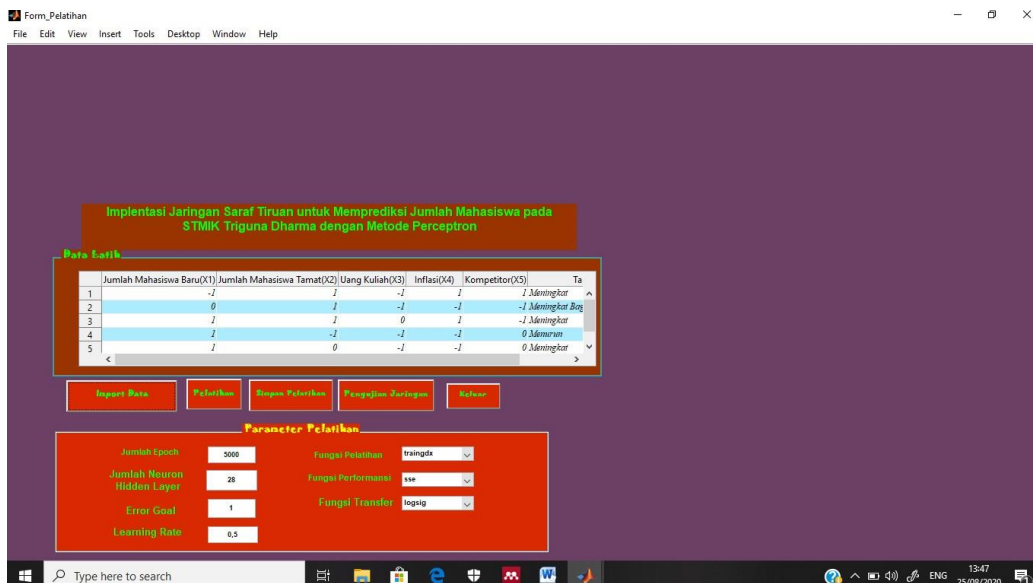 Form_Pelatihan
File Edit View Insert Tools Desktop Window Help
Implentasi Jaringan Saraf Tiruan untuk Memprediksi Jumlah Mahasiswa pada
STMIK Triguna Dharma dengan Metode Perceptron
Data Latih
Jumlah Mahasiswa Baru(X1) Jumlah Mahasiswa Tamat(X2) Uang Kuliah(X3) Inflasi(X4) Kompetitor(X5) Ta
1 -1 1 -1 1 1 Meningkat
2 0 1 -1 -1 -1 Meningkat Bag
3 1 1 0 1 -1 Meningkat
4 1 -1 -1 -1 0 Menurun
5 1 0 -1 -1 0 Meningkat
Import Data Pelatihan Simpan Pelatihan Pengujian Jaringan Keluar
Parameter Pelatihan
Jumlah Epoch 5000 Fungsi Pelatihan traingdx
Jumlah Neuron
Hidden Layer 28 Fungsi Performansi sse
Error Goal 1 Fungsi Transfer logsig
Learning Rate 0,5
Type here to search
ENG
13:47
25/08/2020